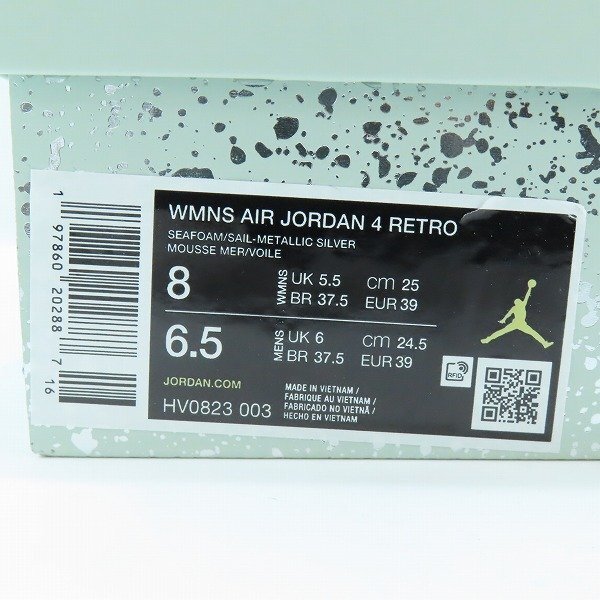 WMNS AIR JORDAN 4 RETRO
SEAFOAM/SAIL-METALLIC SILVER
MOUSSE MER/VOILE
8 WMNS UK 5.5 cm 25
BR 37.5 EUR 39
6.5 MENS UK 6 cm 24.5
BR 37.5 EUR 39
JORDAN.COM
HV0823 003
MADE IN VIETNAM /
FABRIQUE AU VIETNAM /
FABRICADO NO VIETNÃ /
HECHO EN VIETNAM
RFID
1 97860 20288 7 16